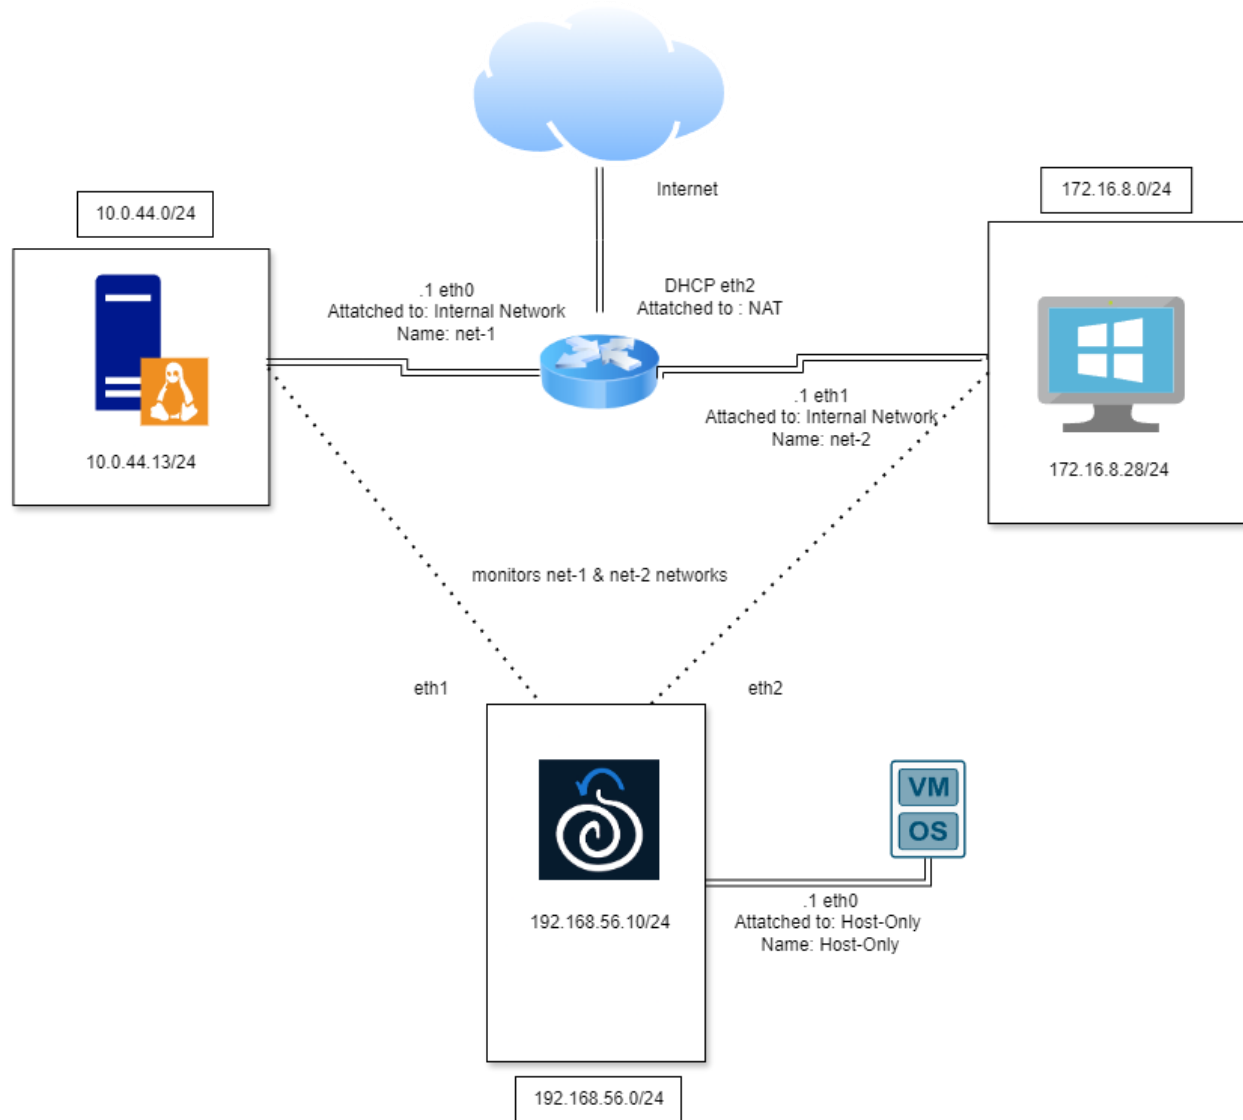 Internet
172.16.8.0/24
10.0.44.0/24
.1 eth0
Attatched to: Internal Network
Name: net-1
DHCP eth2
Attatched to : NAT
.1 eth1
Attached to: Internal Network
Name: net-2
10.0.44.13/24
172.16.8.28/24
monitors net-1 & net-2 networks
eth1
eth2
VM
OS
192.168.56.10/24
.1 eth0
Attatched to: Host-Only
Name: Host-Only
192.168.56.0/24